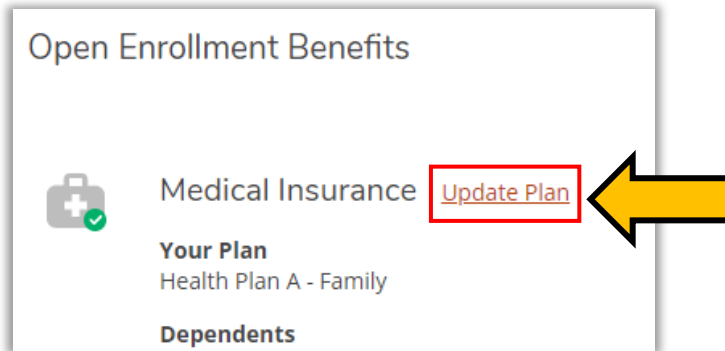 Open Enrollment Benefits
Medical Insurance Update Plan
Your Plan
Health Plan A - Family
Dependents